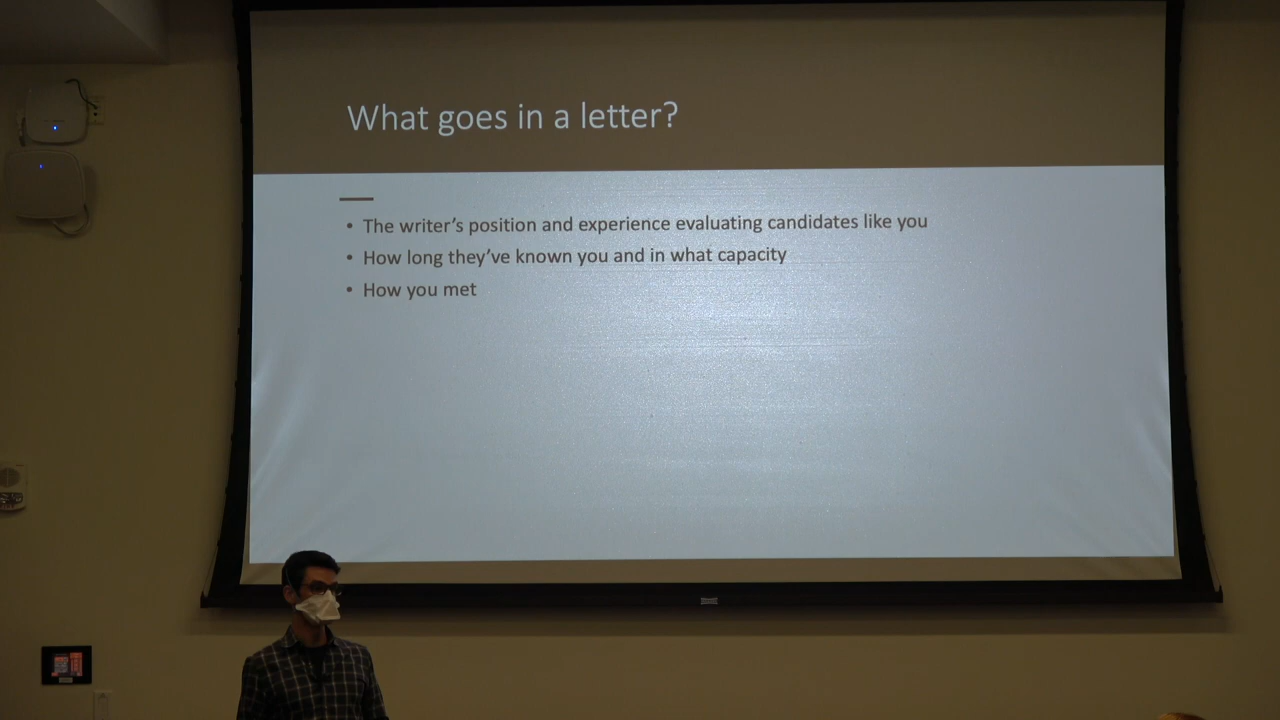 What goes in a letter?
• The writer's position and experience evaluating candidates like you
• How long they've known you and in what capacity
• How you met